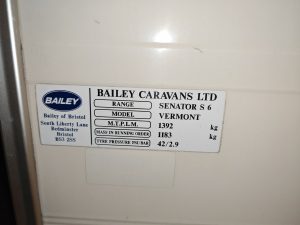 BAILEY
Bailey of Bristol
South Liberty Lane
Bedminster
Bristol
BS3 2SS
BAILEY CARAVANS LTD
RANGE SENATOR S 6
MODEL VERMONT
M.T.P.L.M. 1392 kg
MASS IN RUNNING ORDER 1183 kg
TYRE PRESSURE PSI/BAR 42/2.9